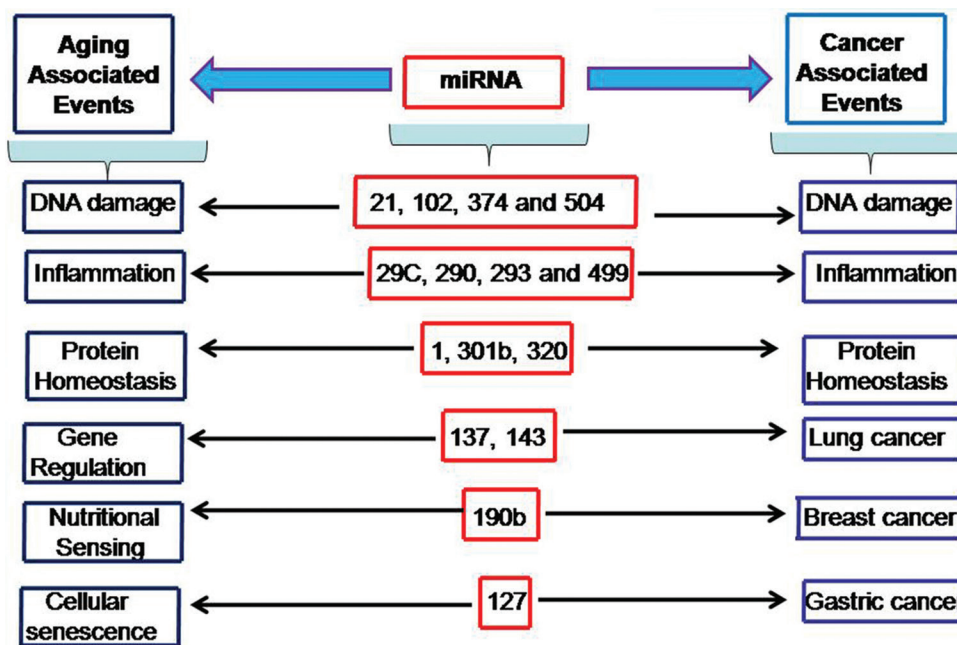 Aging
Associated
Events
miRNA
Cancer
Associated
Events
DNA damage
21, 102, 374 and 504
DNA damage
Inflammation
29C, 290, 293 and 499
Inflammation
Protein
Homeostasis
1, 301b, 320
Protein
Homeostasis
Gene
Regulation
137, 143
Lung cancer
Nutritional
Sensing
190b
Breast cancer
Cellular
senescence
127
Gastric cancer